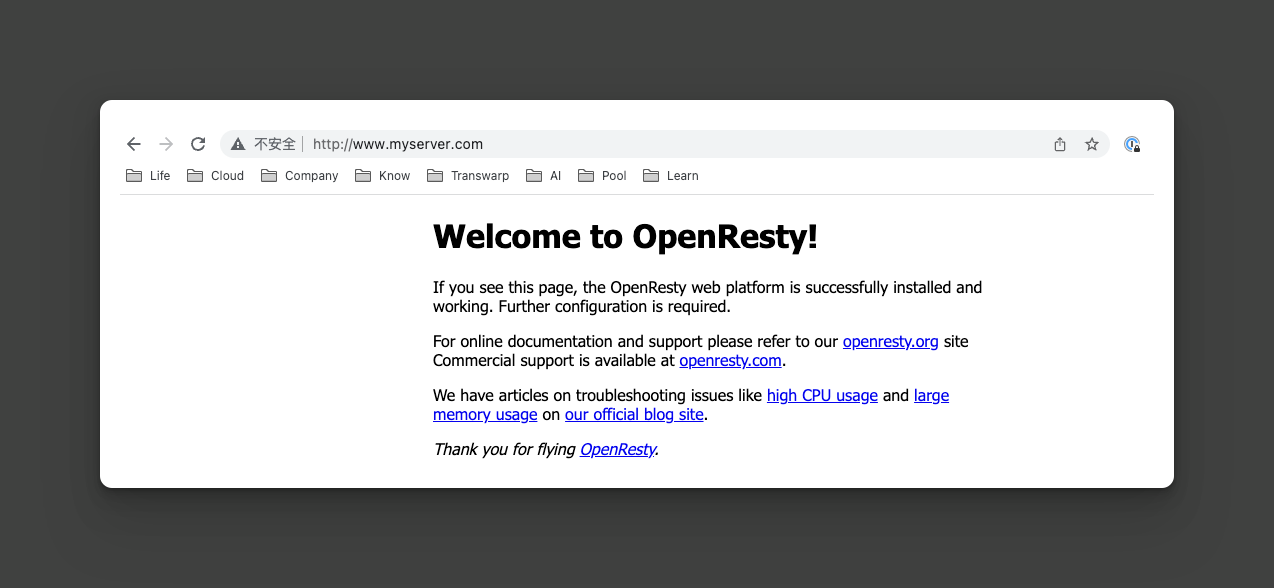 不安全 http://www.myserver.com
Life Cloud Company Know Transwarp AI Pool Learn
Welcome to OpenResty!
If you see this page, the OpenResty web platform is successfully installed and
working. Further configuration is required.
For online documentation and support please refer to our openresty.org site
Commercial support is available at openresty.com.
We have articles on troubleshooting issues like high CPU usage and large
memory usage on our official blog site.
Thank you for flying OpenResty.